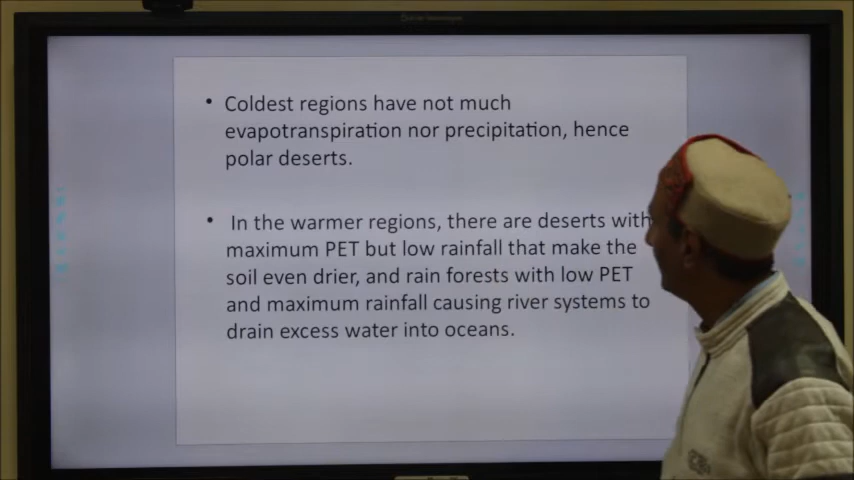 • Coldest regions have not much
evapotranspiration nor precipitation, hence
polar deserts.
• In the warmer regions, there are deserts with
maximum PET but low rainfall that make the
soil even drier, and rain forests with low PET
and maximum rainfall causing river systems to
drain excess water into oceans.